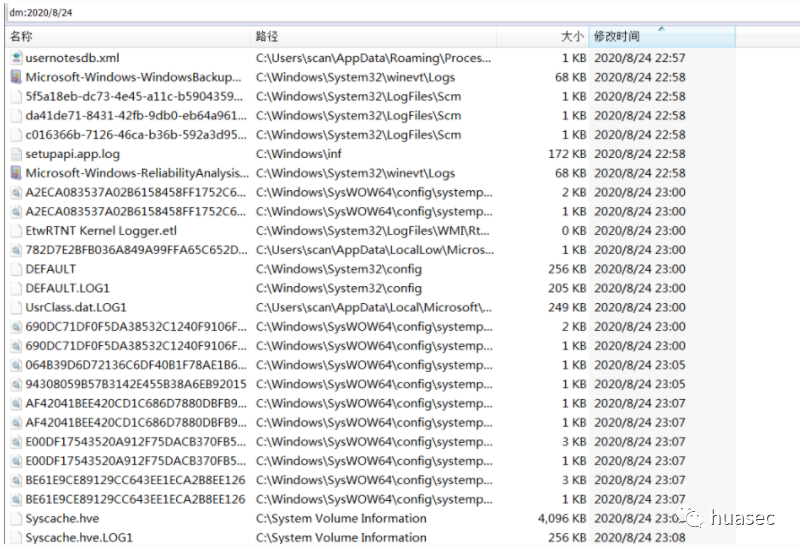 dm:2020/8/24
名称 路径 大小 修改时间
usernotesdb.xml C:\Users\scan\AppData\Roaming\Proces... 1 KB 2020/8/24 22:57
Microsoft-Windows-WindowsBackup... C:\Windows\System32\winevt\Logs 68 KB 2020/8/24 22:58
5f5a18eb-dc73-4e45-a11c-b5904359... C:\Windows\System32\LogFiles\Scm 1 KB 2020/8/24 22:58
da41de71-8431-42fb-9db0-eb64a961... C:\Windows\System32\LogFiles\Scm 1 KB 2020/8/24 22:58
c016366b-7126-46ca-b36b-592a3d95... C:\Windows\System32\LogFiles\Scm 1 KB 2020/8/24 22:58
setupapi.app.log C:\Windows\inf 172 KB 2020/8/24 22:58
Microsoft-Windows-ReliabilityAnalysis... C:\Windows\System32\winevt\Logs 68 KB 2020/8/24 22:58
A2ECA083537A02B6158458FF1752C6... C:\Windows\SysWOW64\config\systemp... 2 KB 2020/8/24 23:00
A2ECA083537A02B6158458FF1752C6... C:\Windows\SysWOW64\config\systemp... 1 KB 2020/8/24 23:00
EtwRTNT Kernel Logger.etl C:\Windows\System32\LogFiles\WMI\Rt... 0 KB 2020/8/24 23:00
782D7E2BFB036A849A99FFA65C652D... C:\Users\scan\AppData\LocalLow\Micros... 1 KB 2020/8/24 23:00
DEFAULT C:\Windows\System32\config 256 KB 2020/8/24 23:00
DEFAULT.LOG1 C:\Windows\System32\config 205 KB 2020/8/24 23:00
UsrClass.dat.LOG1 C:\Users\scan\AppData\Local\Microsoft\... 249 KB 2020/8/24 23:00
690DC71DF0F5DA38532C1240F9106F... C:\Windows\SysWOW64\config\systemp... 2 KB 2020/8/24 23:00
690DC71DF0F5DA38532C1240F9106F... C:\Windows\SysWOW64\config\systemp... 1 KB 2020/8/24 23:00
064B39D6D72136C6DF40B1F78AE1B6... C:\Windows\SysWOW64\config\systemp... 1 KB 2020/8/24 23:05
94308059B57B3142E455B38A6EB92015 C:\Windows\SysWOW64\config\systemp... 1 KB 2020/8/24 23:05
AF42041BEE420CD1C686D7880DBFB9... C:\Windows\SysWOW64\config\systemp... 1 KB 2020/8/24 23:07
AF42041BEE420CD1C686D7880DBFB9... C:\Windows\SysWOW64\config\systemp... 1 KB 2020/8/24 23:07
E00DF17543520A912F75DACB370FB5... C:\Windows\SysWOW64\config\systemp... 3 KB 2020/8/24 23:07
E00DF17543520A912F75DACB370FB5... C:\Windows\SysWOW64\config\systemp... 1 KB 2020/8/24 23:07
BE61E9CE89129CC643EE1ECA2B8EE126 C:\Windows\SysWOW64\config\systemp... 3 KB 2020/8/24 23:07
BE61E9CE89129CC643EE1ECA2B8EE126 C:\Windows\SysWOW64\config\systemp... 1 KB 2020/8/24 23:07
Syscache.hve C:\System Volume Information 4,096 KB 2020/8/24
Syscache.hve.LOG1 C:\System Volume Information 256 KB 2020/8/24 23:08
huasec